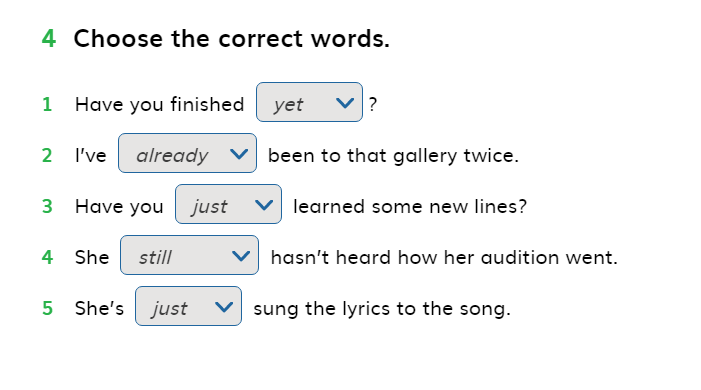 4 Choose the correct words.
1 Have you finished yet ?
2 I've already been to that gallery twice.
3 Have you just learned some new lines?
4 She still hasn't heard how her audition went.
5 She's just sung the lyrics to the song.